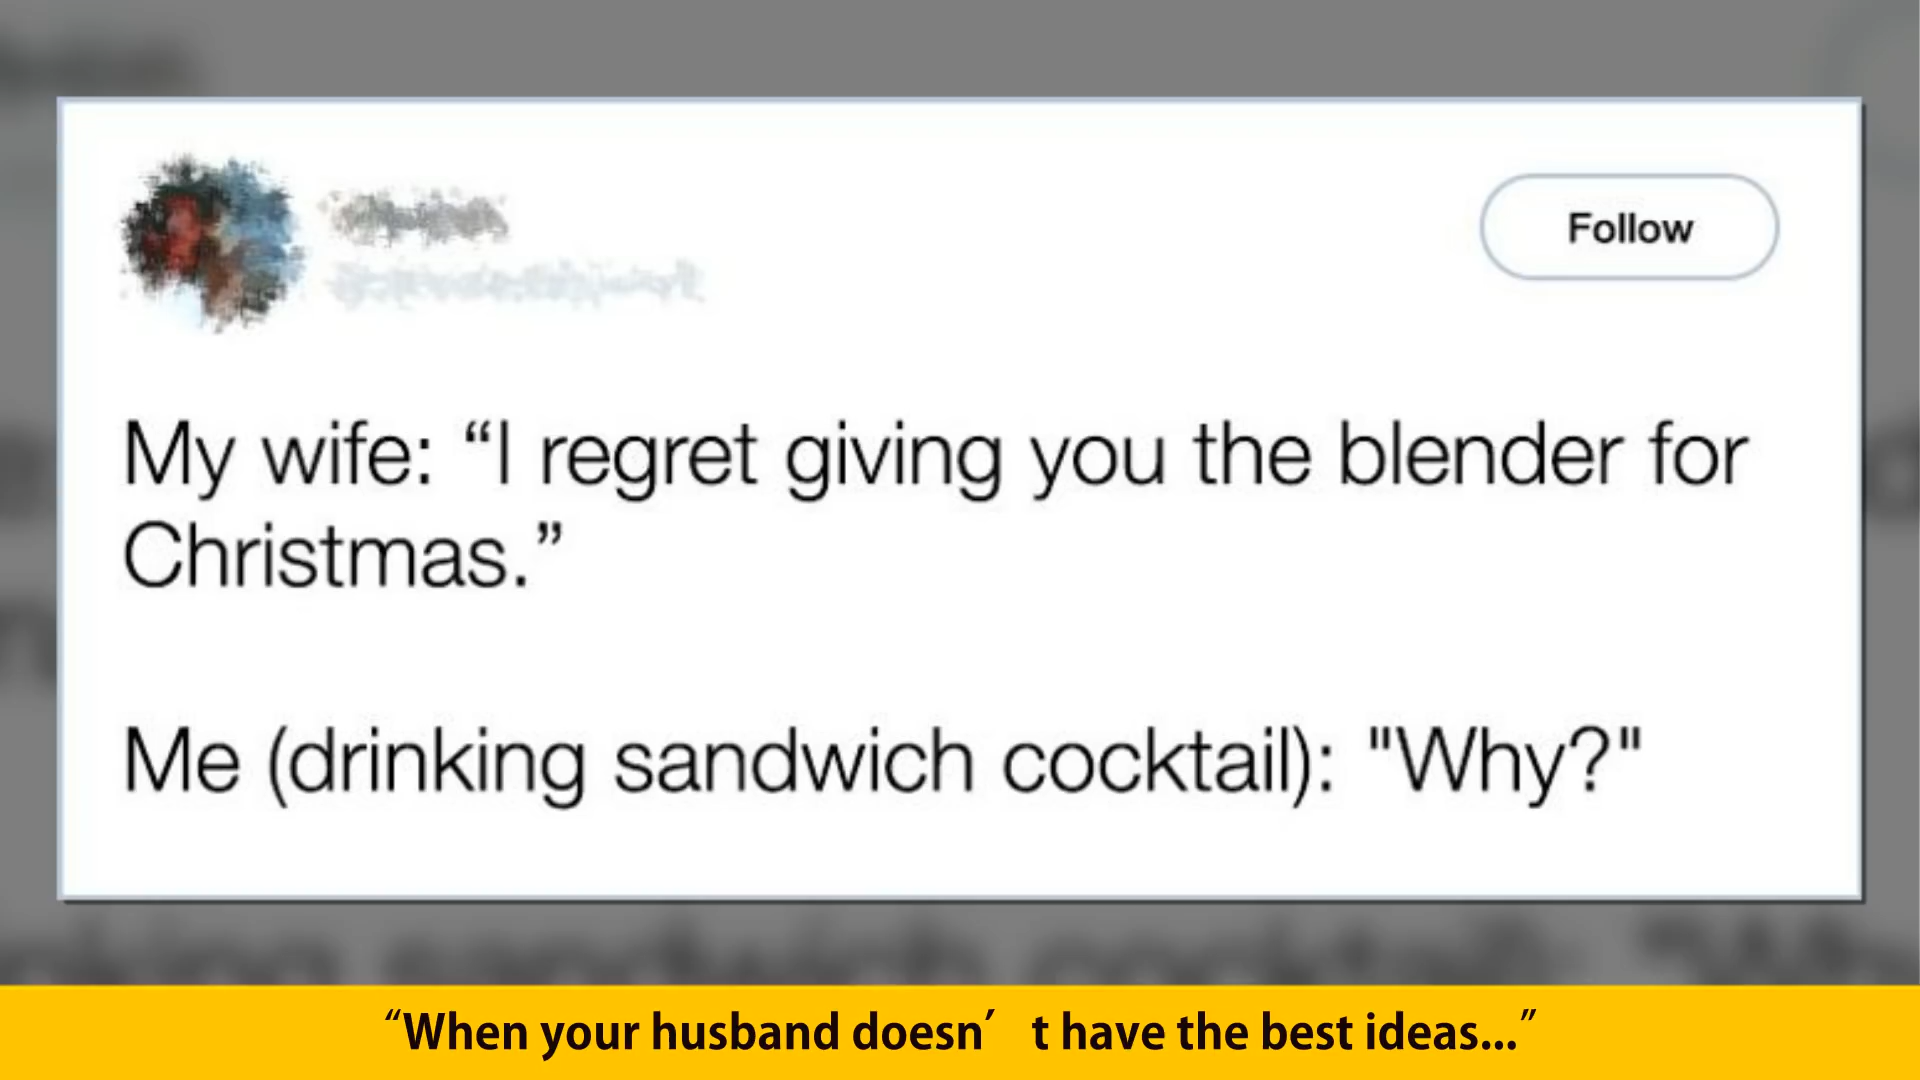 Follow
My wife: “I regret giving you the blender for
Christmas.”
Me (drinking sandwich cocktail): "Why?"
“When your husband doesn’ t have the best ideas...”